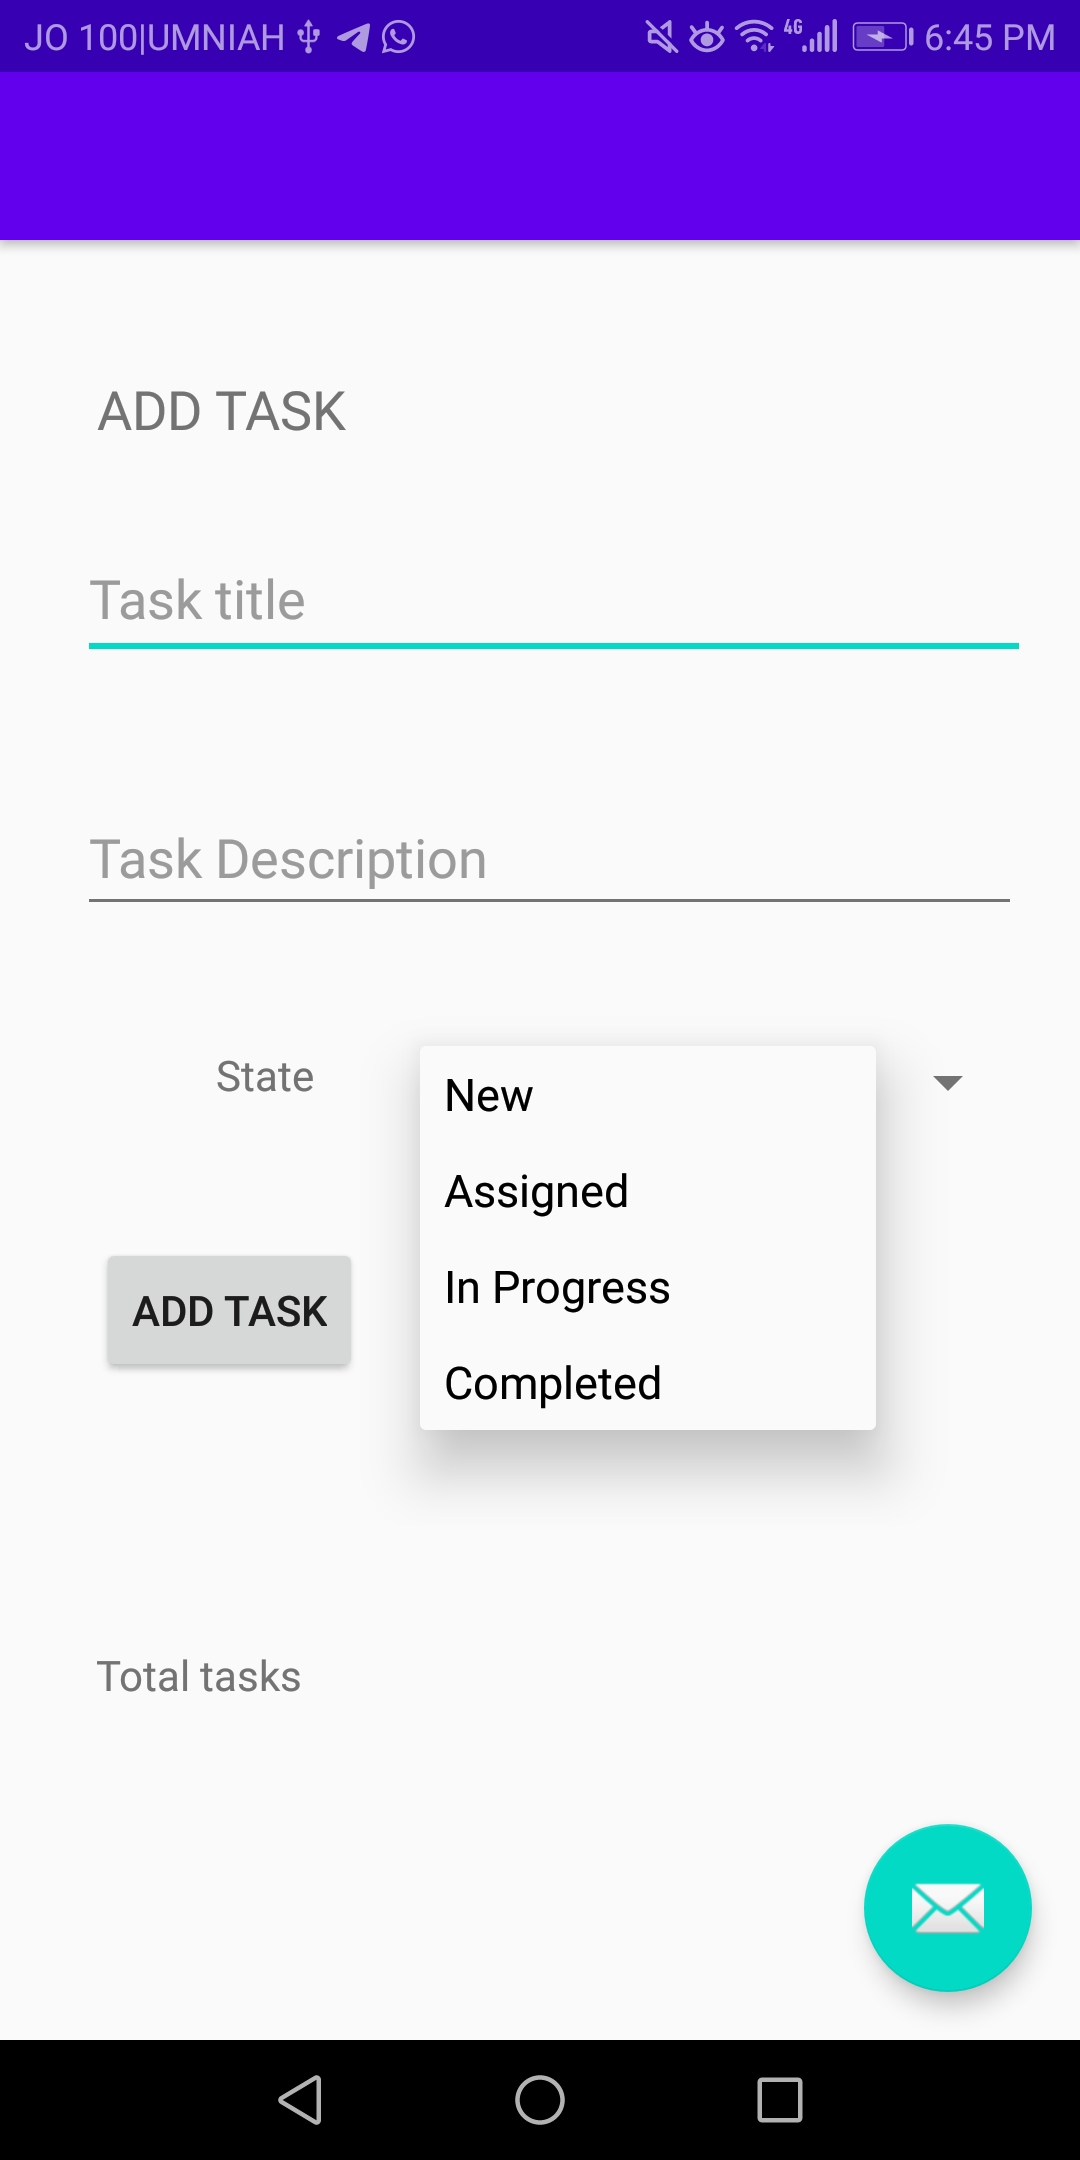 JO 100|UMNIAH 4G 6:45 PM
ADD TASK
Task title
Task Description
State
New
Assigned
In Progress
Completed
ADD TASK
Total tasks